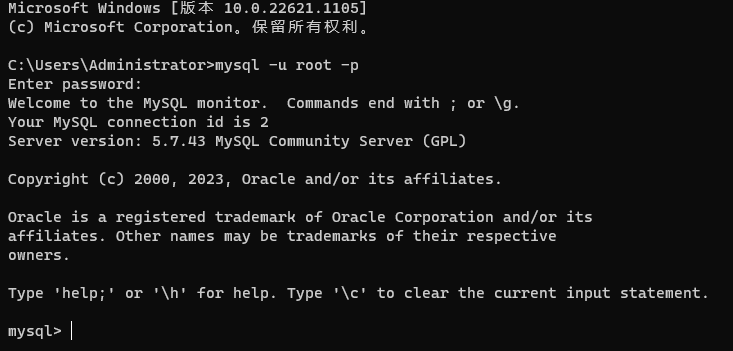 Microsoft Windows [版本 10.0.22621.1105]
(c) Microsoft Corporation。保留所有权利。
C:\Users\Administrator>mysql -u root -p
Enter password:
Welcome to the MySQL monitor.  Commands end with ; or \g.
Your MySQL connection id is 2
Server version: 5.7.43 MySQL Community Server (GPL)
Copyright (c) 2000, 2023, Oracle and/or its affiliates.
Oracle is a registered trademark of Oracle Corporation and/or its
affiliates. Other names may be trademarks of their respective
owners.
Type 'help;' or '\h' for help. Type '\c' to clear the current input statement.
mysql>